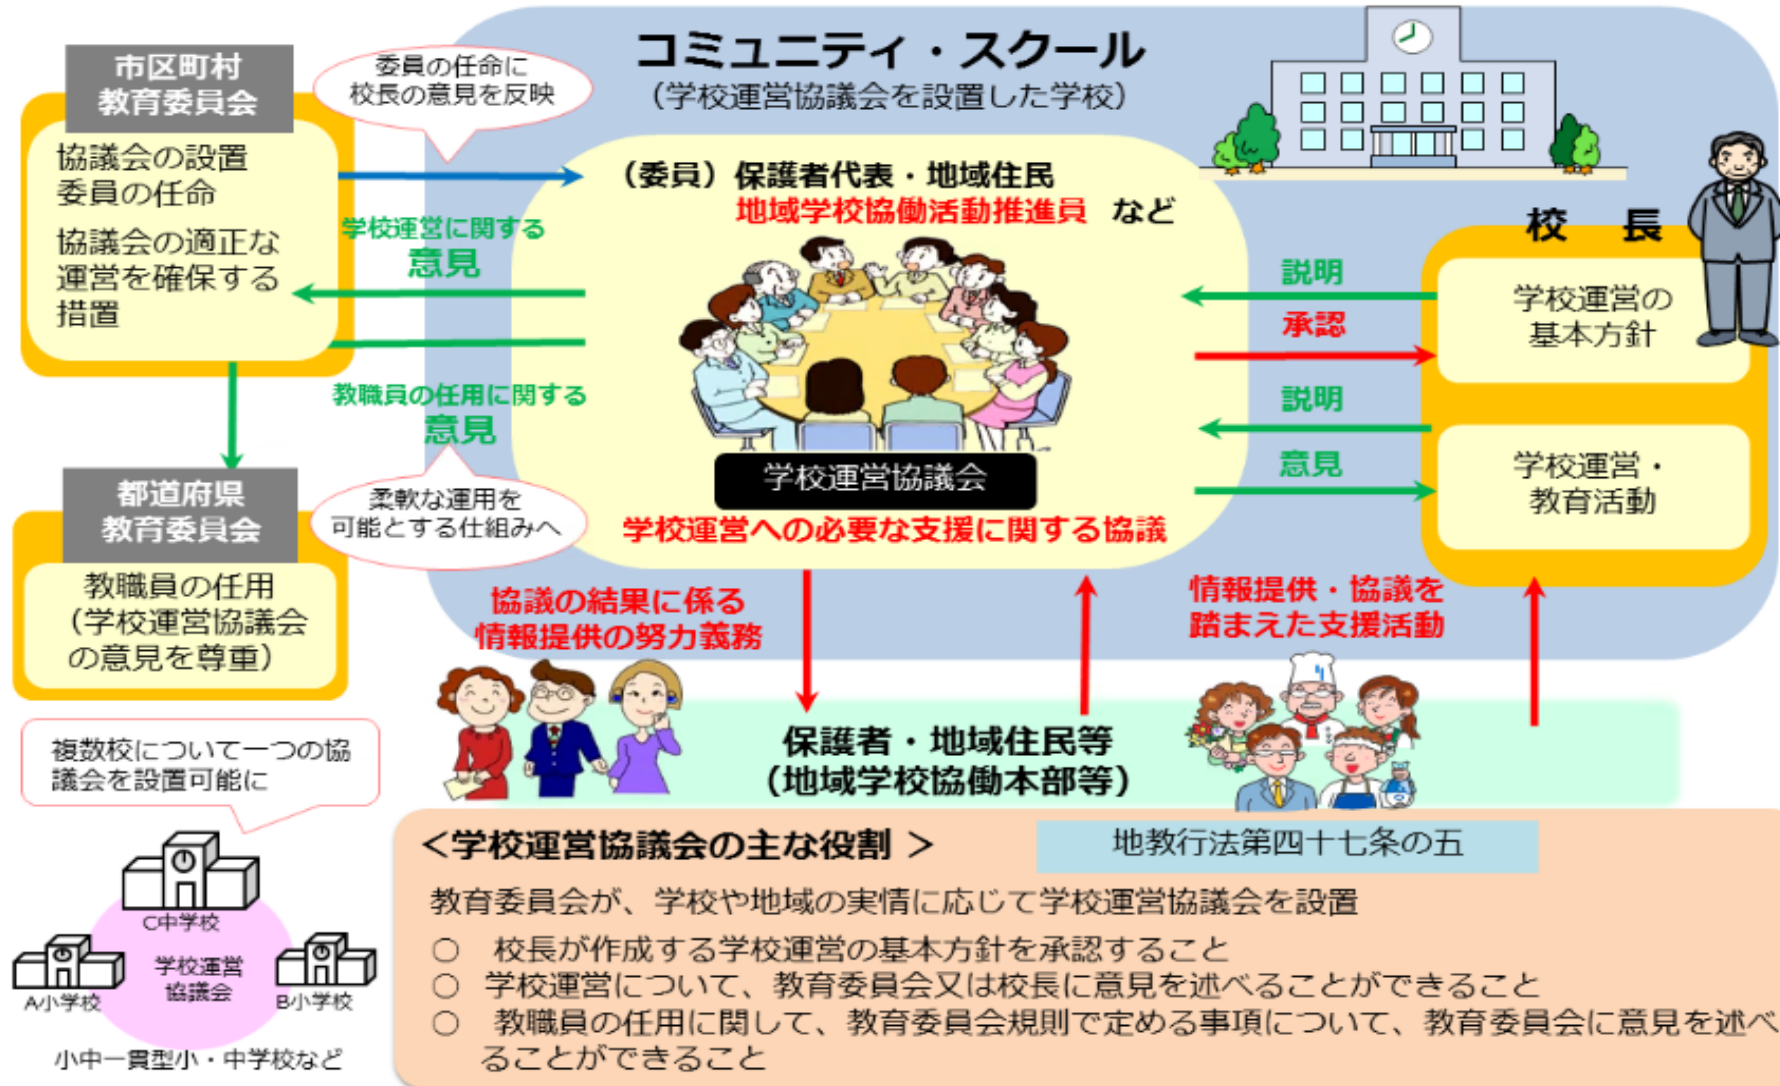 コミュニティ・スクール
（学校運営協議会を設置した学校）
市区町村
教育委員会
協議会の設置
委員の任命
協議会の適正な
運営を確保する
措置
委員の任命に
校長の意見を反映
（委員）保護者代表・地域住民
地域学校協働活動推進員 など
学校運営に関する
意見
教職員の任用に関する
意見
柔軟な運用を
可能とする仕組みへ
学校運営協議会
学校運営への必要な支援に関する協議
校 長
説明
承認
学校運営の
基本方針
説明
意見
学校運営・
教育活動
都道府県
教育委員会
教職員の任用
（学校運営協議会
の意見を尊重）
協議の結果に係る
情報提供の努力義務
情報提供・協議を
踏まえた支援活動
保護者・地域住民等
（地域学校協働本部等）
複数校について一つの協
議会を設置可能に
C中学校
学校運営
協議会
A小学校
B小学校
小中一貫型小・中学校など
＜学校運営協議会の主な役割 ＞
地教行法第四十七条の五
教育委員会が、学校や地域の実情に応じて学校運営協議会を設置
○ 校長が作成する学校運営の基本方針を承認すること
○ 学校運営について、教育委員会又は校長に意見を述べることができること
○ 教職員の任用に関して、教育委員会規則で定める事項について、教育委員会に意見を述べ
ることができること